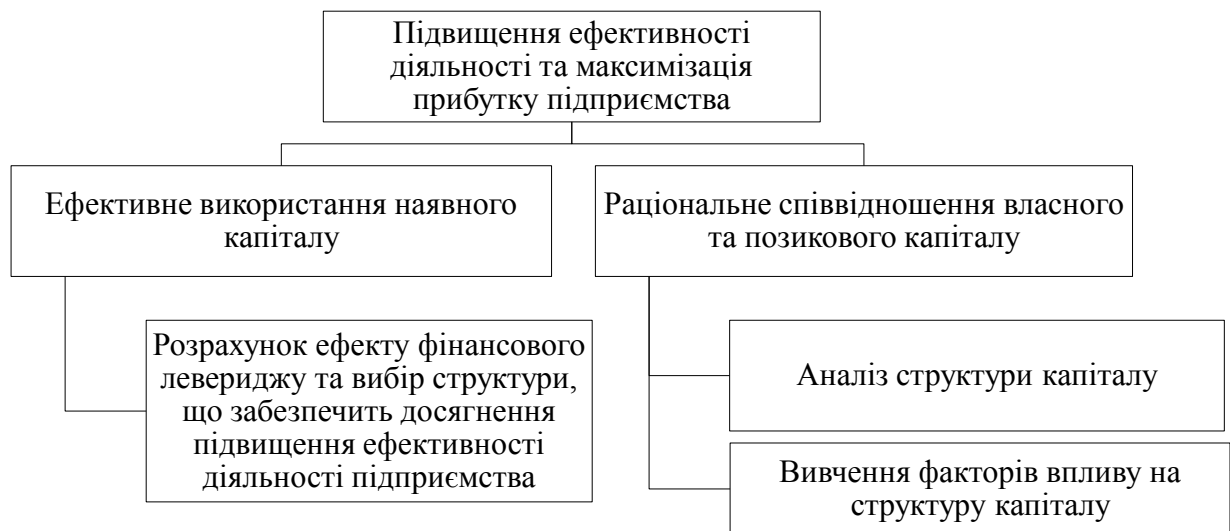 Підвищення ефективності
діяльності та максимізація
прибутку підприємства
Ефективне використання наявного
капіталу
Раціональне співвідношення власного
та позикового капіталу
Розрахунок ефекту фінансового
левериджу та вибір структури,
що забезпечить досягнення
підвищення ефективності
діяльності підприємства
Аналіз структури капіталу
Вивчення факторів впливу на
структуру капіталу